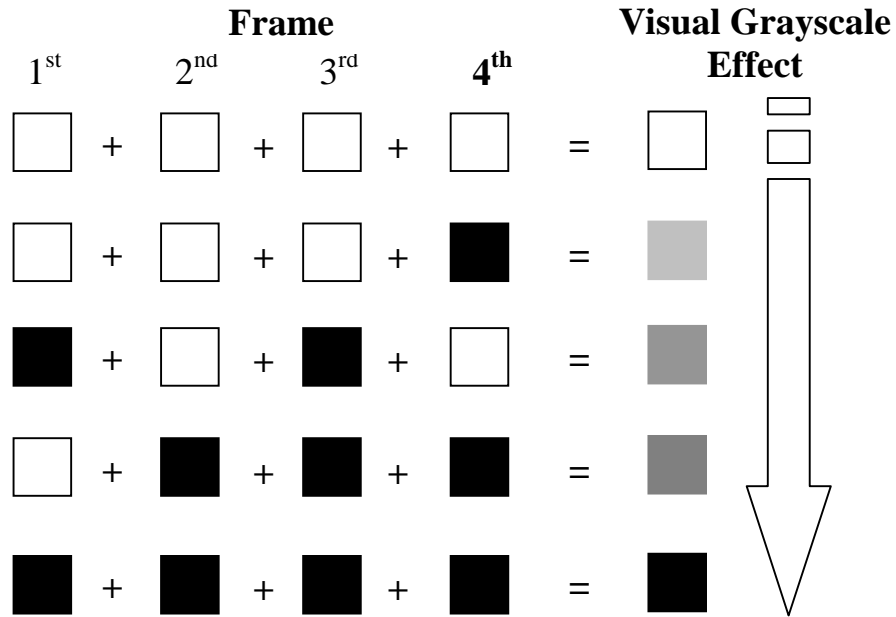 Frame
Visual Grayscale
Effect
1st 2nd 3rd 4th
+ + + =
+ + + =
+ + + =
+ + + =
+ + + =